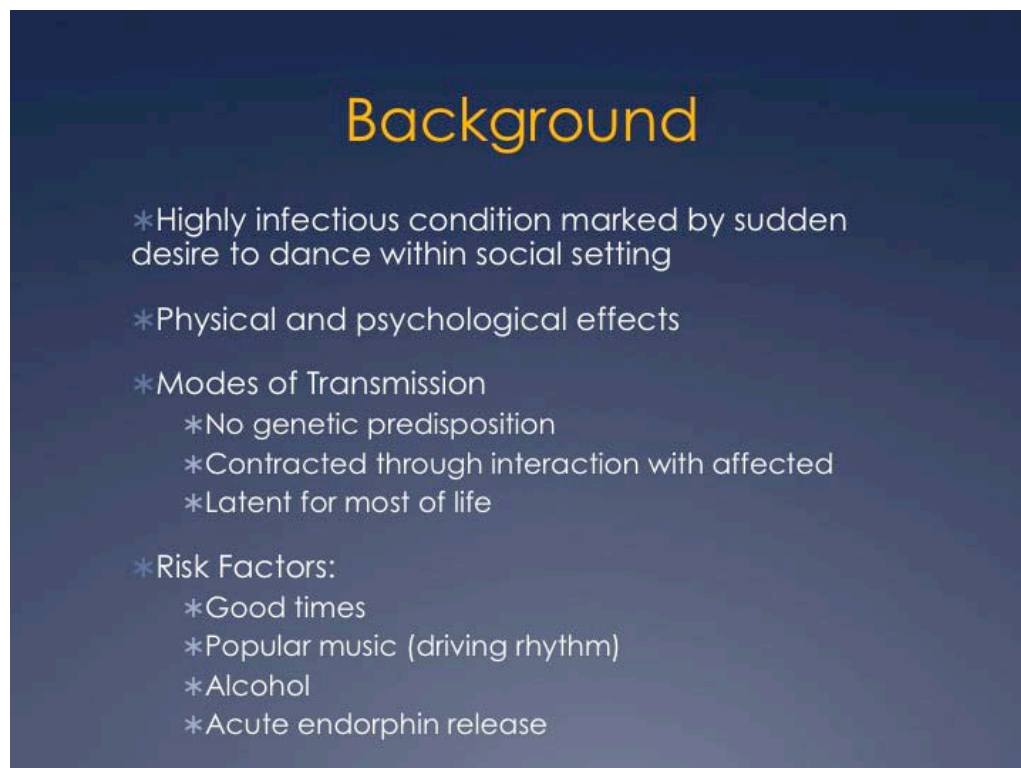 Background
*Highly infectious condition marked by sudden
desire to dance within social setting
*Physical and psychological effects
*Modes of Transmission
*No genetic predisposition
*Contracted through interaction with affected
*Latent for most of life
*Risk Factors:
*Good times
*Popular music (driving rhythm)
*Alcohol
*Acute endorphin release